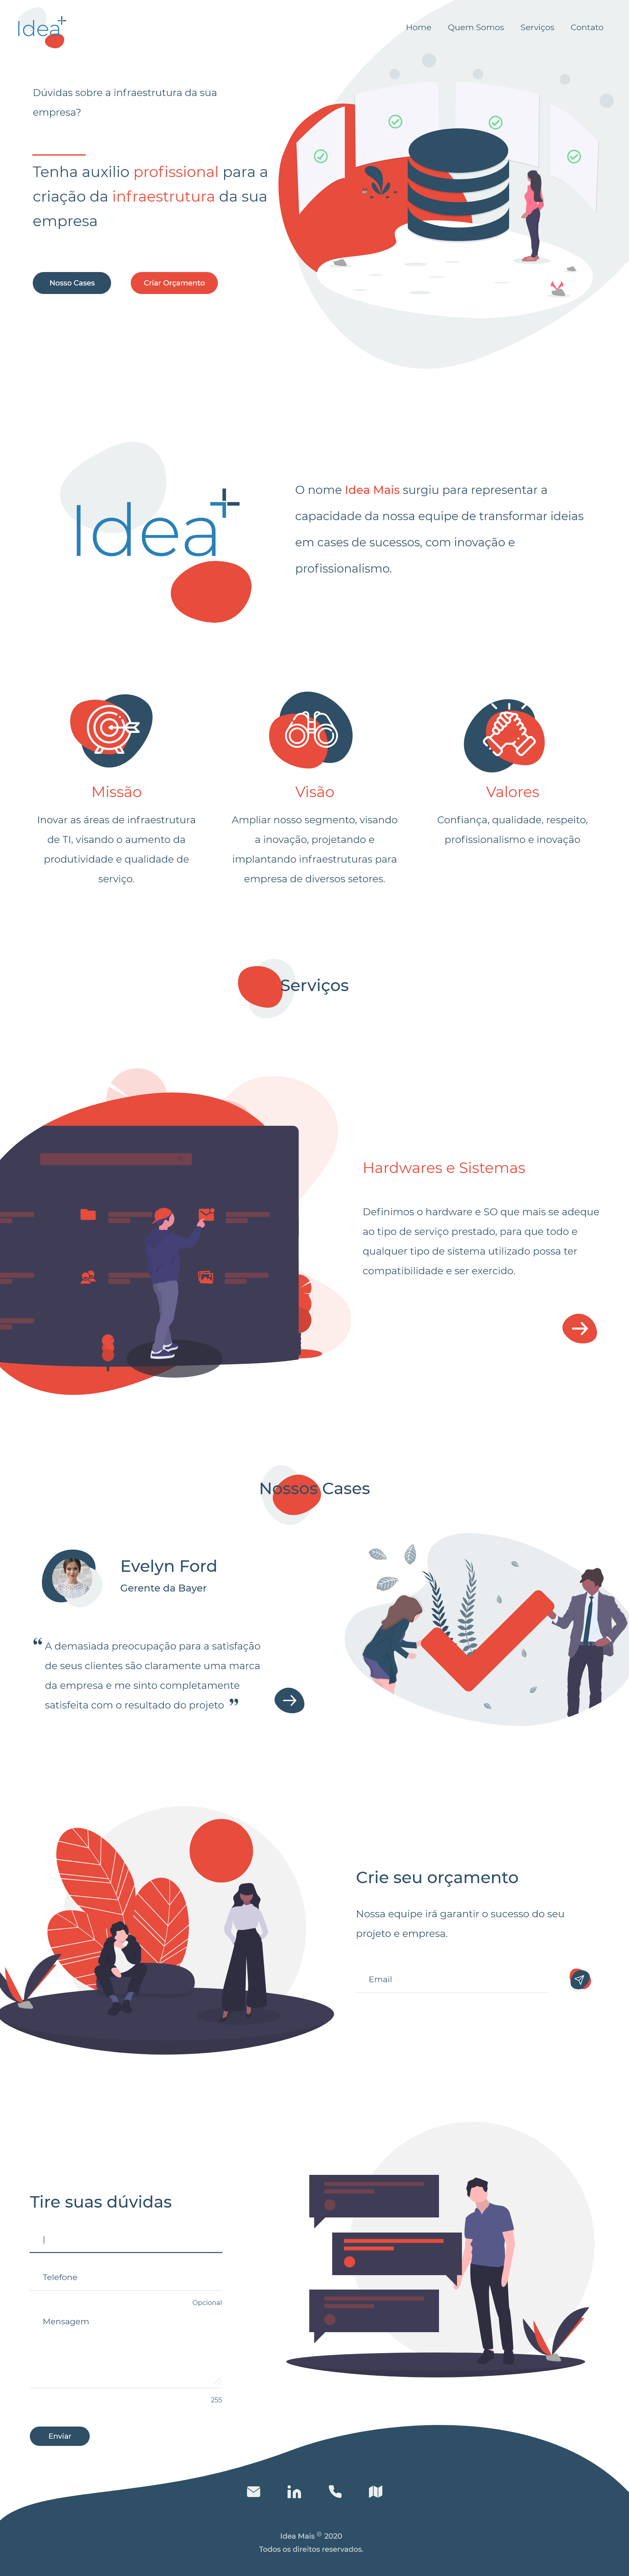 Idea+
Home Quem Somos Serviços Contato
Dúvidas sobre a infraestrutura da sua
empresa?
Tenha auxilio profissional para a
criação da infraestrutura da sua
empresa
Nosso Cases Criar Orçamento
Idea+
O nome Idea Mais surgiu para representar a
capacidade da nossa equipe de transformar ideias
em cases de sucessos, com inovação e
profissionalismo.
Missão
Inovar as áreas de infraestrutura
de TI, visando o aumento da
produtividade e qualidade de
serviço.
Visão
Ampliar nosso segmento, visando
a inovação, projetando e
implantando infraestruturas para
empresa de diversos setores.
Valores
Confiança, qualidade, respeito,
profissionalismo e inovação
Serviços
Hardwares e Sistemas
Definimos o hardware e SO que mais se adeque
ao tipo de serviço prestado, para que todo e
qualquer tipo de sistema utilizado possa ter
compatibilidade e ser exercido.
Nossos Cases
Evelyn Ford
Gerente da Bayer
“ A demasiada preocupação para a satisfação
de seus clientes são claramente uma marca
da empresa e me sinto completamente
satisfeita com o resultado do projeto ”
Crie seu orçamento
Nossa equipe irá garantir o sucesso do seu
projeto e empresa.
Email
Tire suas dúvidas
Telefone
Opcional
Mensagem
255
Enviar
Idea Mais © 2020
Todos os direitos reservados.